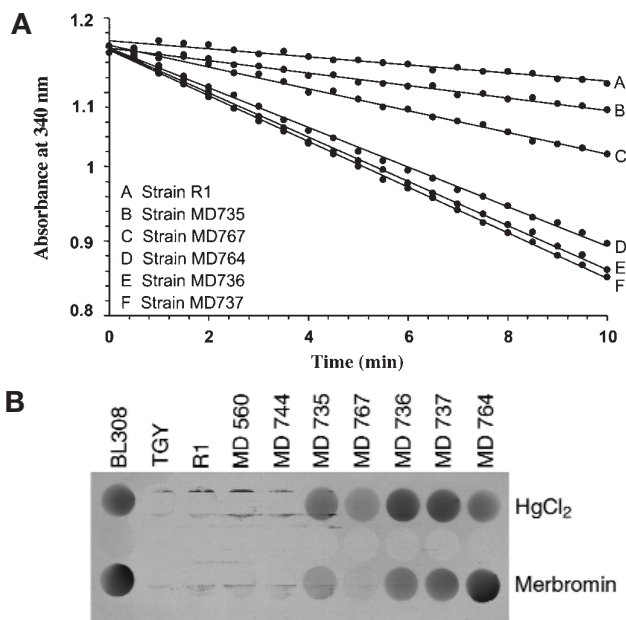 A
1.2
1.1
1
0.9
0.8
Absorbance at 340 nm
A
B
C
D
E
F
A Strain R1
B Strain MD735
C Strain MD767
D Strain MD764
E Strain MD736
F Strain MD737
0 2 4 6 8 10
Time (min)
B
BL308 TGY R1 MD 560 MD 744 MD 735 MD 767 MD 736 MD 737 MD 764
HgCl₂
Merbromin